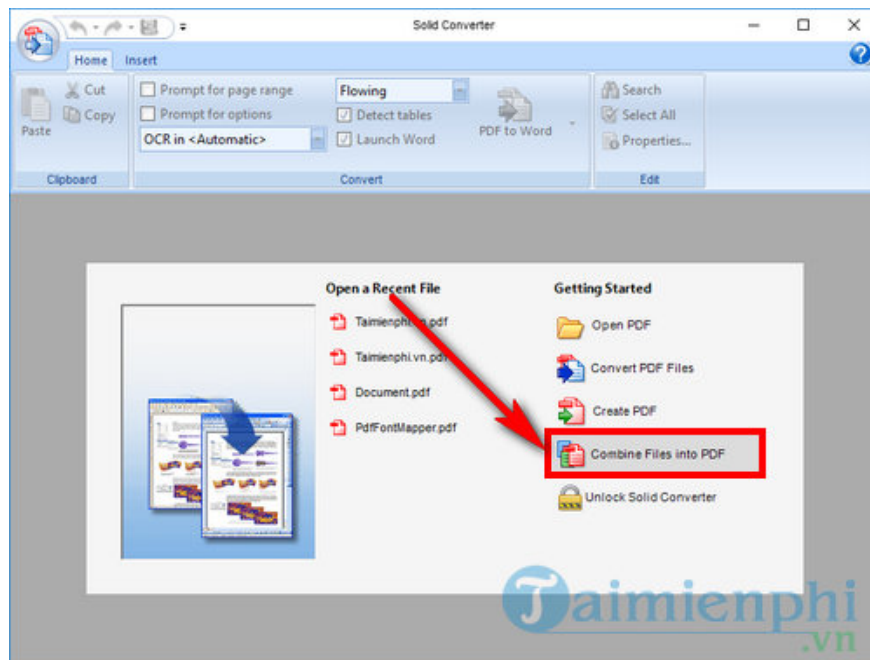 Solid Converter
Home Insert
Paste
Cut
Copy
Clipboard
Prompt for page range
Prompt for options
OCR in <Automatic>
Flowing
Detect tables
Launch Word
PDF to Word
Convert
Search
Select All
Properties...
Edit
Open a Recent File
Taimienphi.vn.pdf
Document.pdf
PdfFontMapper.pdf
Getting Started
Open PDF
Convert PDF Files
Create PDF
Combine Files into PDF
Unlock Solid Converter
Taimienphi
.vn